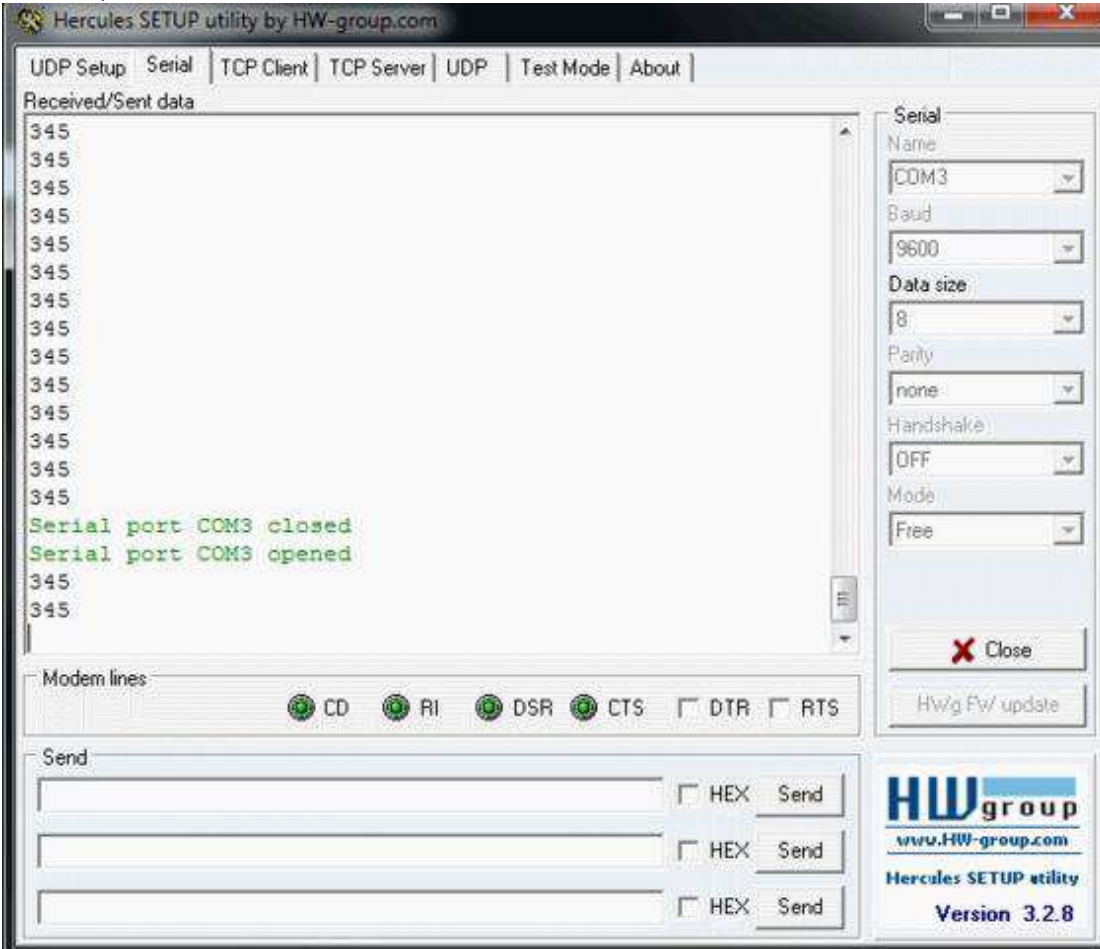 Hercules SETUP utility by HW-group.com
UDP Setup Serial TCP Client TCP Server UDP Test Mode About
Received/Sent data
345
345
345
345
345
345
345
345
345
345
345
345
345
345
Serial port COM3 closed
Serial port COM3 opened
345
345
Modem lines
CD RI DSR CTS DTR RTS
Send
HEX Send
HEX Send
HEX Send
Serial
Name
COM3
Baud
9600
Data size
8
Parity
none
Handshake
OFF
Mode
Free
Close
HWg FW update
HWgroup
www.HW-group.com
Hercules SETUP utility
Version 3.2.8